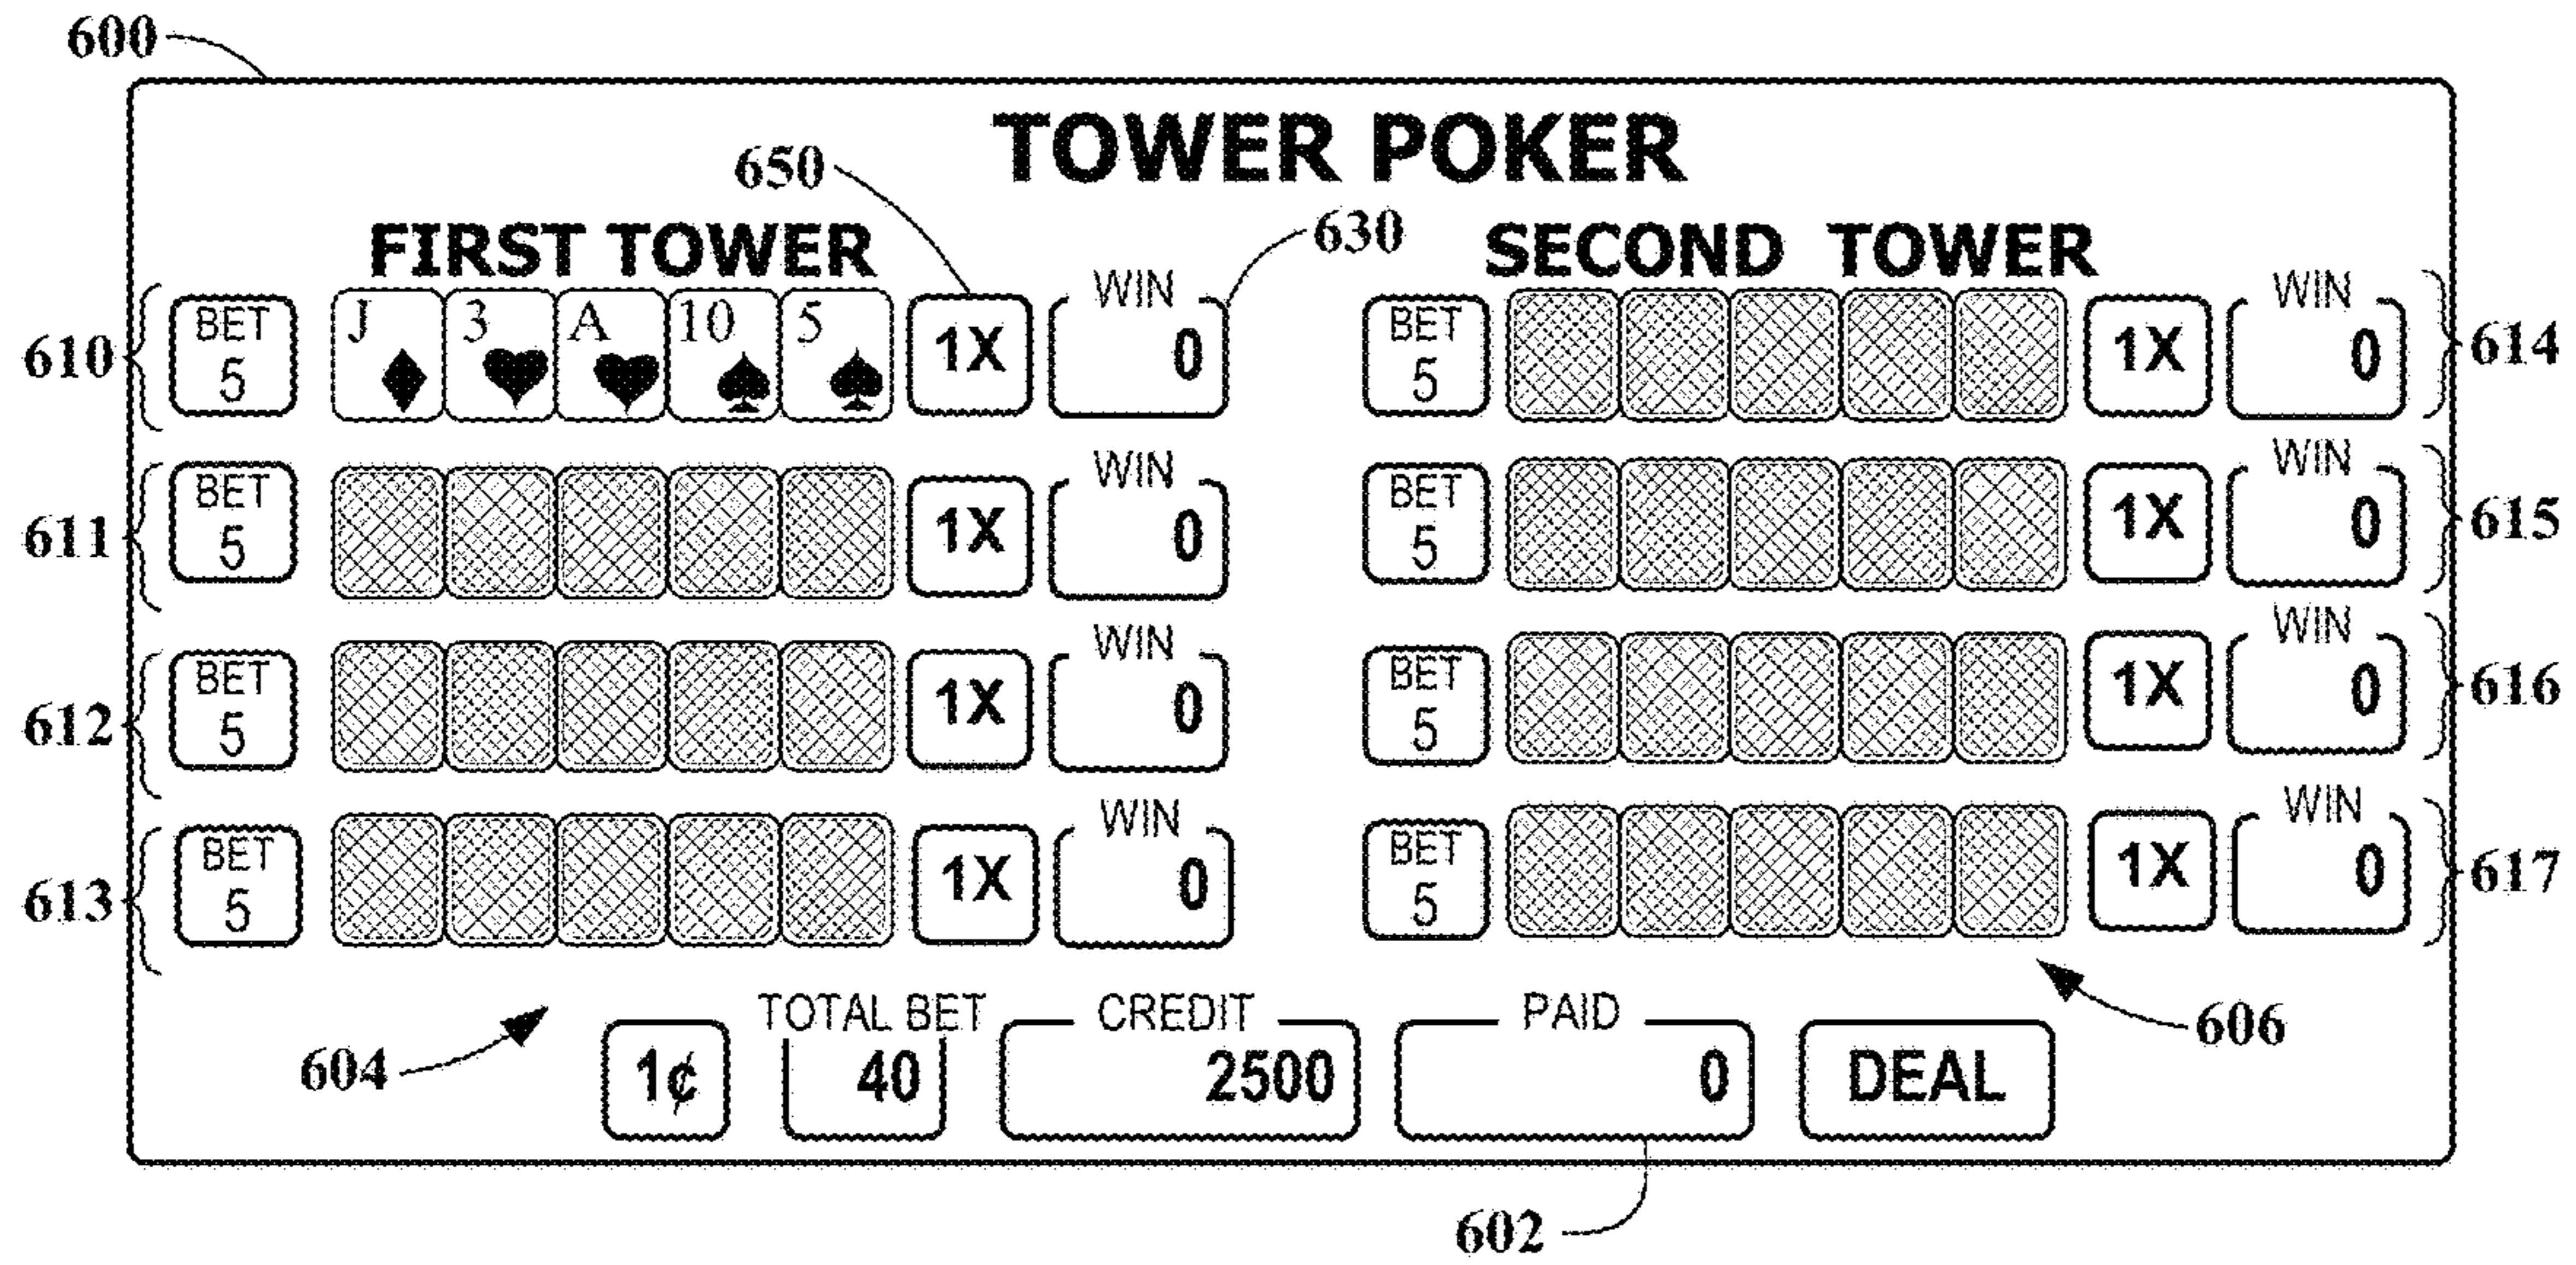 600
TOWER POKER
650
FIRST TOWER
630
SECOND TOWER
610
BET
5
J
3
A
10
5
1X
WIN
0
BET
5
1X
WIN
0
614
611
BET
5
1X
WIN
0
BET
5
1X
WIN
0
615
612
BET
5
1X
WIN
0
BET
5
1X
WIN
0
616
613
BET
5
1X
WIN
0
BET
5
1X
WIN
0
617
604
1¢
TOTAL BET
40
CREDIT
2500
PAID
0
DEAL
606
602